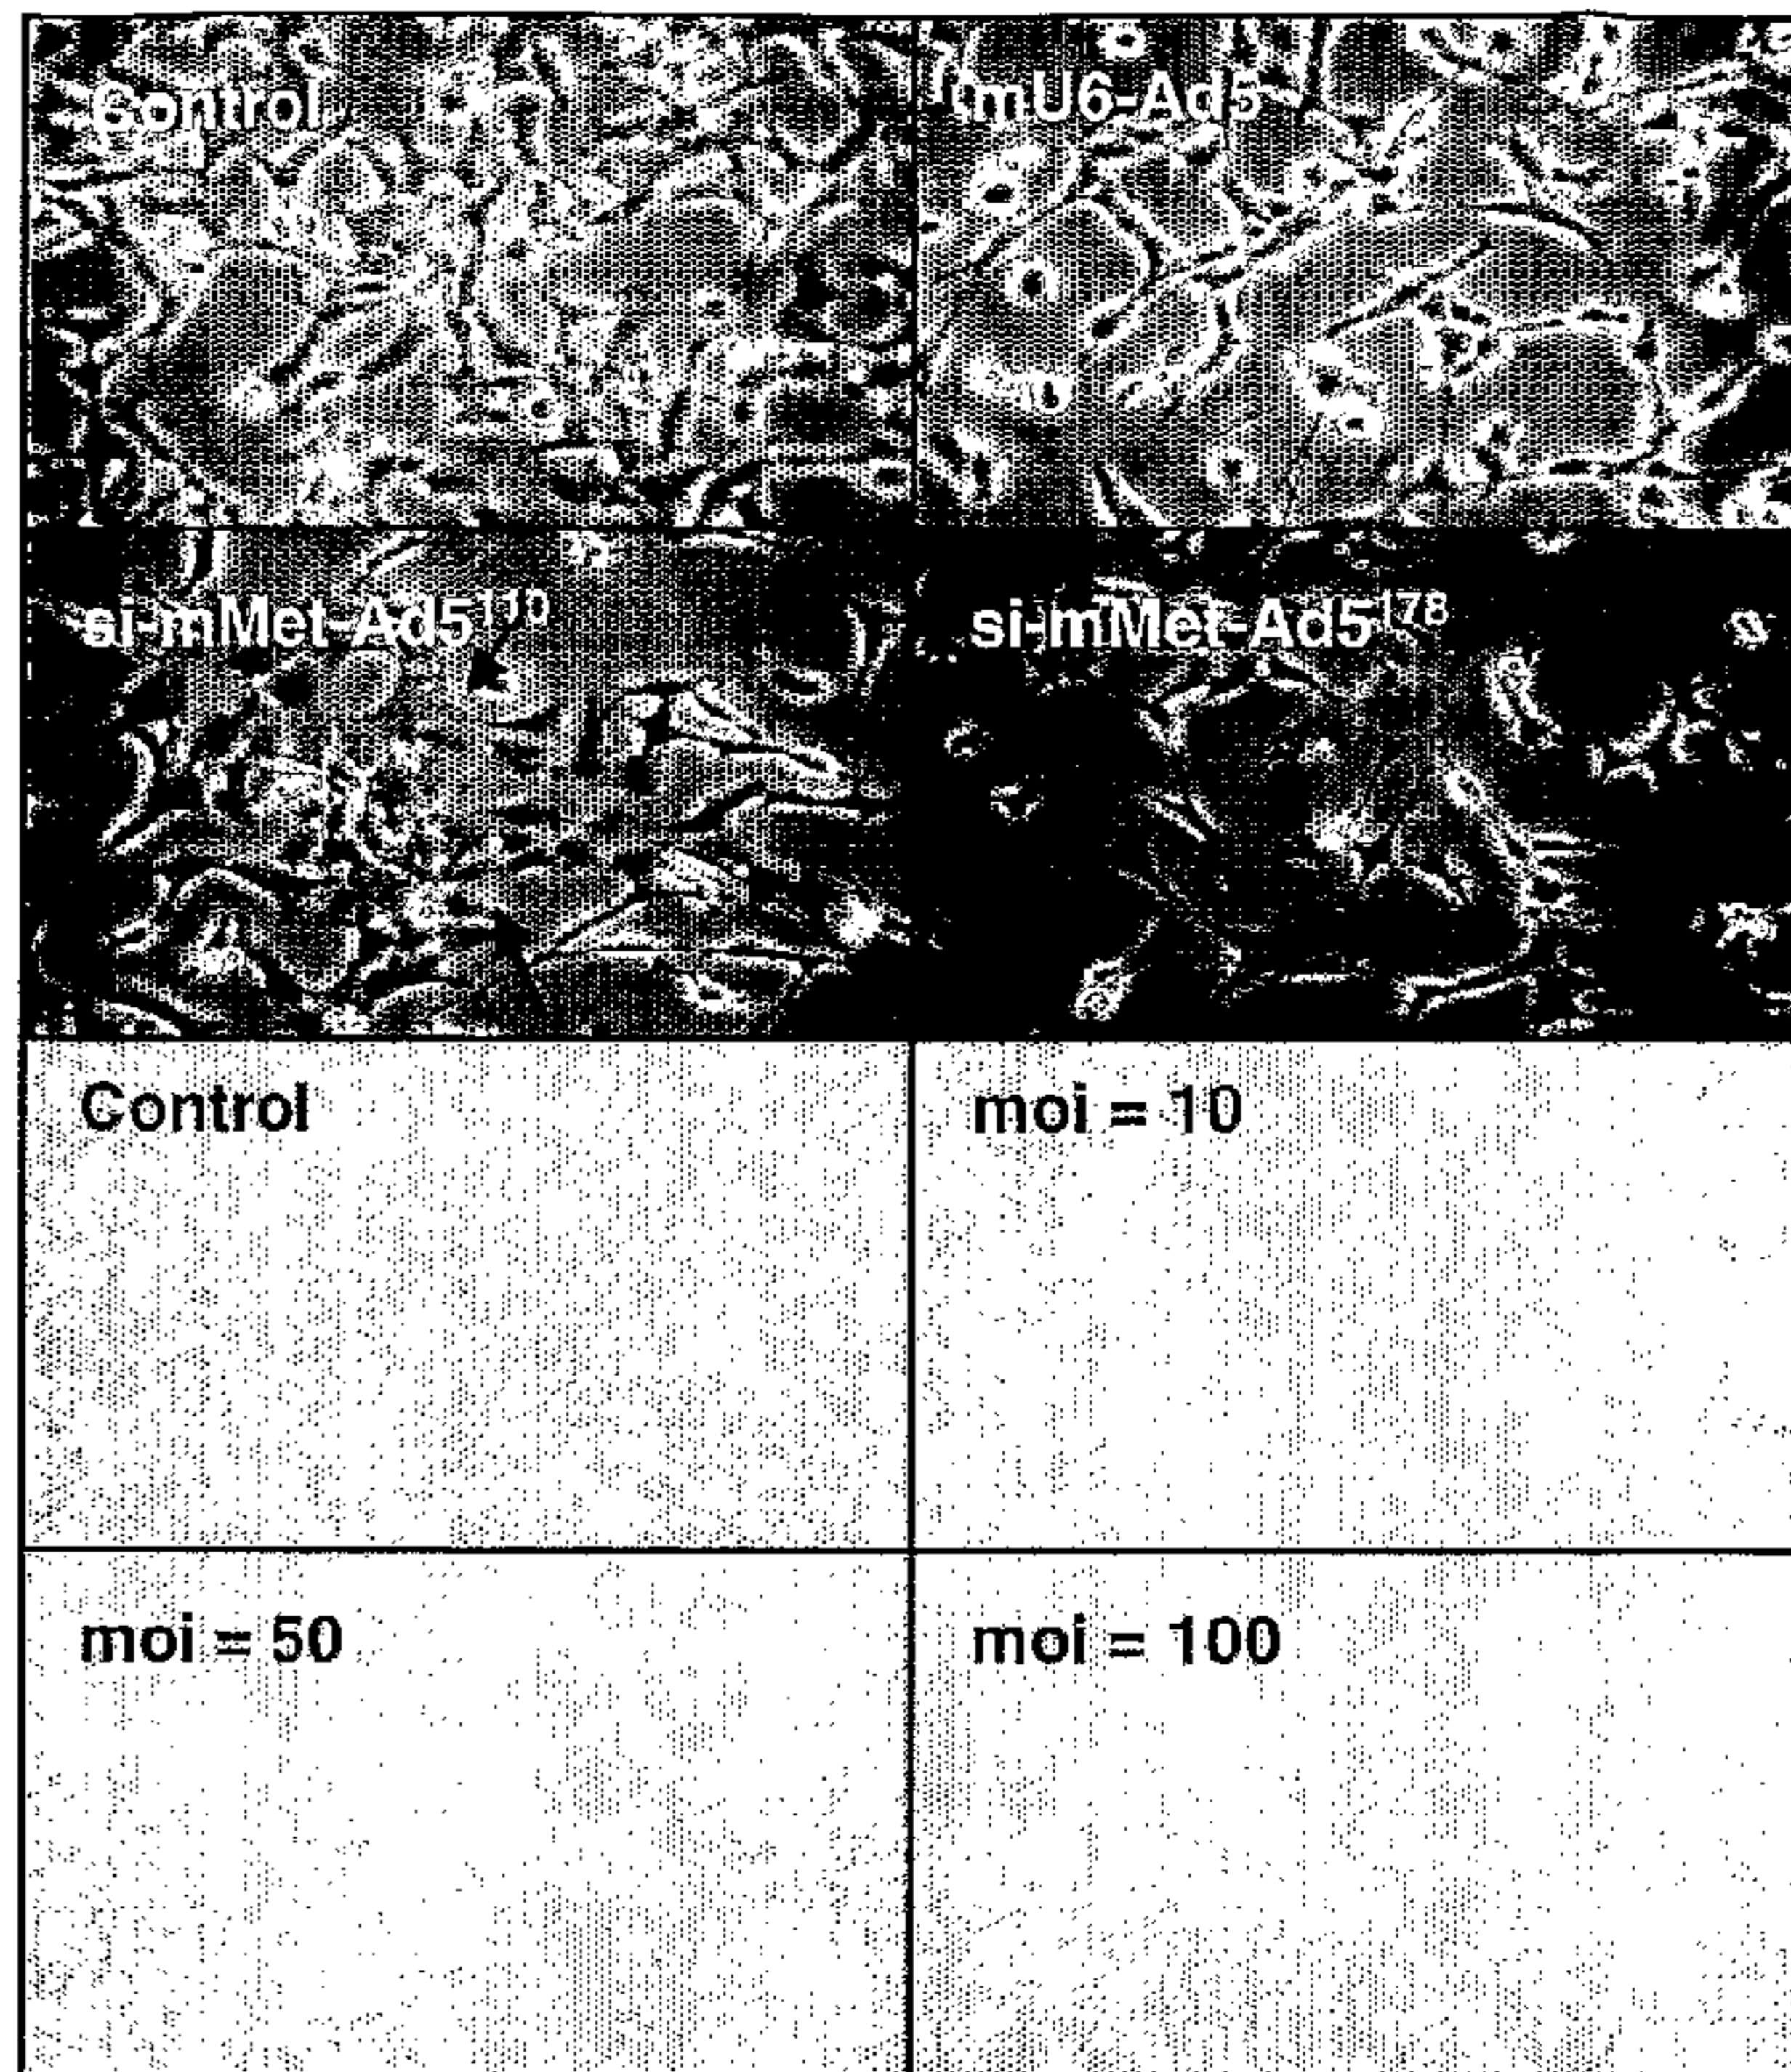 Control
mU6-Ad5
si-mMet-Ad5¹¹⁰
si-mMet-Ad5¹⁷⁸
Control
moi = 10
moi = 50
moi = 100